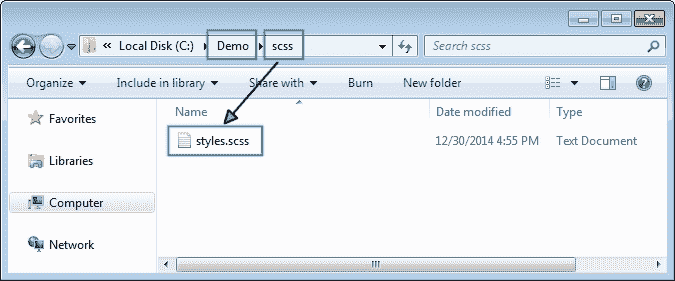 « Local Disk (C:) Demo scss Search scss
Organize Include in library Share with Burn New folder
Name Date modified Type
Favorites
styles.scss 12/30/2014 4:55 PM Text Document
Libraries
Computer
Network